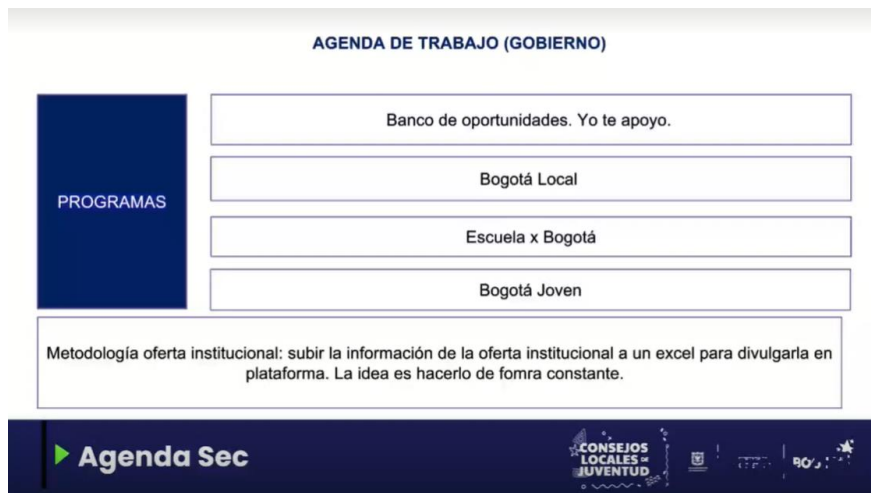 AGENDA DE TRABAJO (GOBIERNO)
PROGRAMAS
Banco de oportunidades. Yo te apoyo.
Bogotá Local
Escuela x Bogotá
Bogotá Joven
Metodología oferta institucional: subir la información de la oferta institucional a un excel para divulgarla en
plataforma. La idea es hacerlo de fomra constante.
Agenda Sec
CONSEJOS
LOCALES DE
JUVENTUD